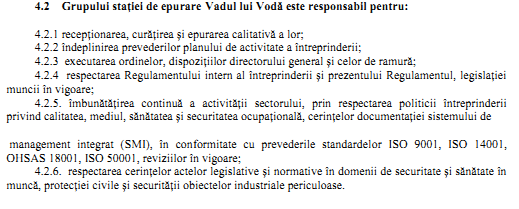 4.2 Grupului stației de epurare Vadul lui Vodă este responsabil pentru:
4.2.1 recepționarea, curățirea și epurarea calitativă a lor;
4.2.2 îndeplinirea prevederilor planului de activitate a întreprinderii;
4.2.3 executarea ordinelor, dispozițiilor directorului general și celor de ramură;
4.2.4 respectarea Regulamentului intern al întreprinderii și prezentului Regulamentul, legislației
muncii în vigoare;
4.2.5. îmbunătățirea continuă a activității sectorului, prin respectarea politicii întreprinderii
privind calitatea, mediul, sănătatea și securitatea ocupațională, cerințelor documentației sistemului de
management integrat (SMI), în conformitate cu prevederile standardelor ISO 9001, ISO 14001,
OHSAS 18001, ISO 50001, reviziilor în vigoare;
4.2.6. respectarea cerințelor actelor legislative și normative în domenii de securitate și sănătate în
muncă, protecției civile și securității obiectelor industriale periculoase.